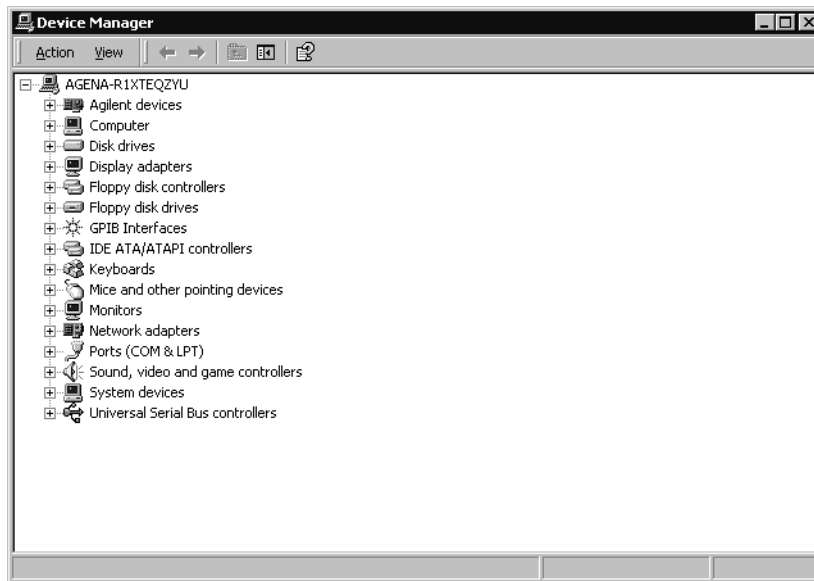 Device Manager
Action View
AGENA-R1XTEQZYU
Agilent devices
Computer
Disk drives
Display adapters
Floppy disk controllers
Floppy disk drives
GPIB Interfaces
IDE ATA/ATAPI controllers
Keyboards
Mice and other pointing devices
Monitors
Network adapters
Ports (COM & LPT)
Sound, video and game controllers
System devices
Universal Serial Bus controllers